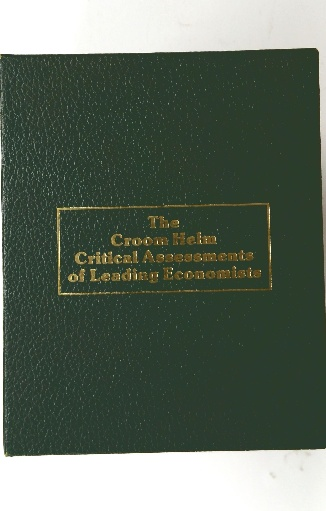 The
Croom Helm
Critical Assessments
of Leading Economists